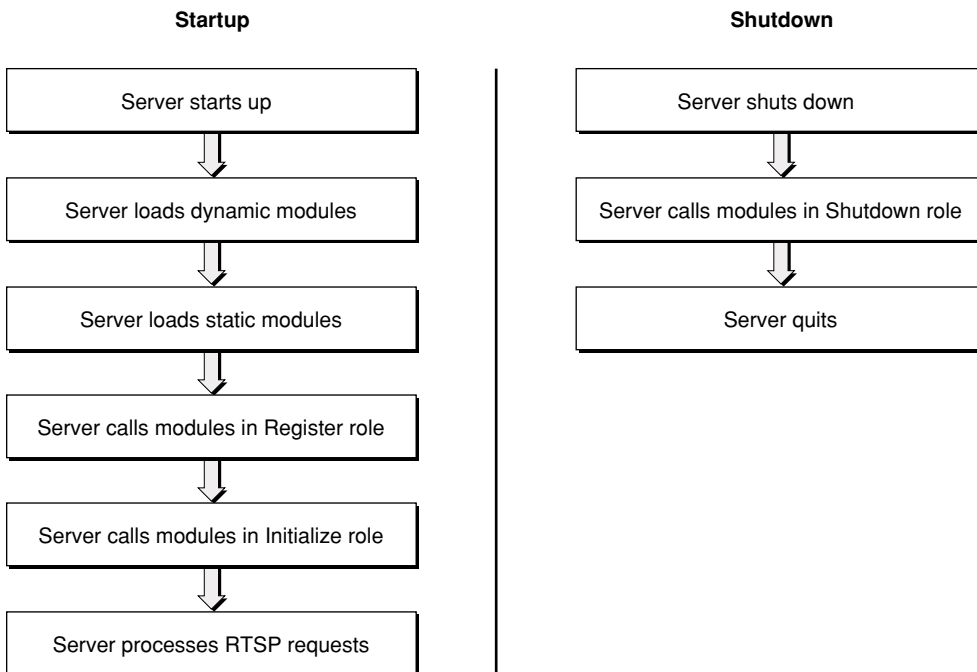 Startup
Server starts up
Server loads dynamic modules
Server loads static modules
Server calls modules in Register role
Server calls modules in Initialize role
Server processes RTSP requests
Shutdown
Server shuts down
Server calls modules in Shutdown role
Server quits